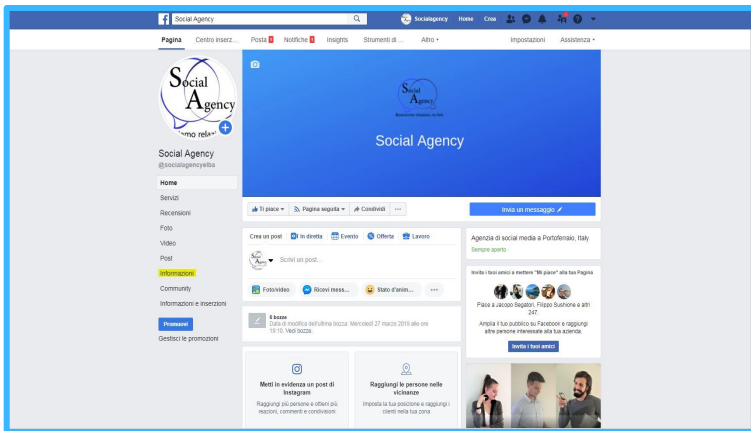 Social Agency
Socialagency Home Crea
Pagina Centro inserz... Posta 1 Notifiche 1 Insights Strumenti di ... Altro Impostazioni Assistenza
Social
Agency
Social
Agency
Social Agency
Social Agency
@socialagencyelba
Home
Servizi
Recensioni
Foto
Video
Post
Informazioni
Community
Informazioni e inserzioni
Promuovi
Gestisci le promozioni
Ti piace Pagina seguita Condividi ...
Invia un messaggio
Crea un post In diretta Evento Offerta Lavoro
Scrivi un post...
Foto/video Ricevi mess... Stato d'anim... ...
6 bozze
Data di modifica dell'ultima bozza: Mercoledì 27 marzo 2019 alle ore
19:10. Vedi bozze.
Metti in evidenza un post di
Instagram
Raggiungi più persone e ottieni più
reazioni, commenti e condivisioni
Raggiungi le persone nelle
vicinanze
Imposta la tua posizione e raggiungi i
clienti nella tua zona
Agenzia di social media a Portoferraio, Italy
Sempre aperto
Invita i tuoi amici a mettere "Mi piace" alla tua Pagina
Piace a Jacopo Segatari, Filippo Sushine e altri
247.
Amplia il tuo pubblico su Facebook e raggiungi
altre persone interessate alla tua azienda.
Invita i tuoi amici